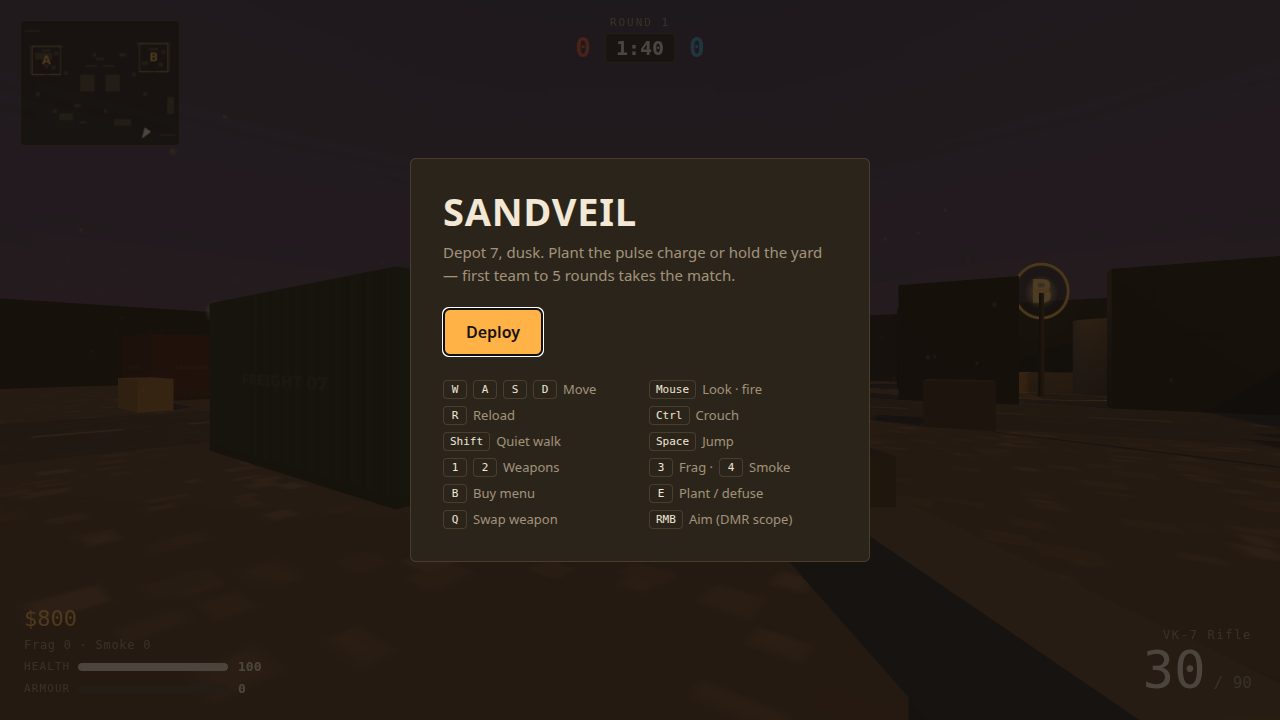 ROUND 1
0 1:40 0
A
B
B
FREIGHT 02
SANDVEIL
Depot 7, dusk. Plant the pulse charge or hold the yard
— first team to 5 rounds takes the match.
Deploy
W A S D Move
Mouse Look · fire
R Reload
Ctrl Crouch
Shift Quiet walk
Space Jump
1 2 Weapons
3 Frag · 4 Smoke
B Buy menu
E Plant / defuse
Q Swap weapon
RMB Aim (DMR scope)
$800
Frag 0 · Smoke 0
HEALTH 100
ARMOUR 0
VK-7 Rifle
30 / 90